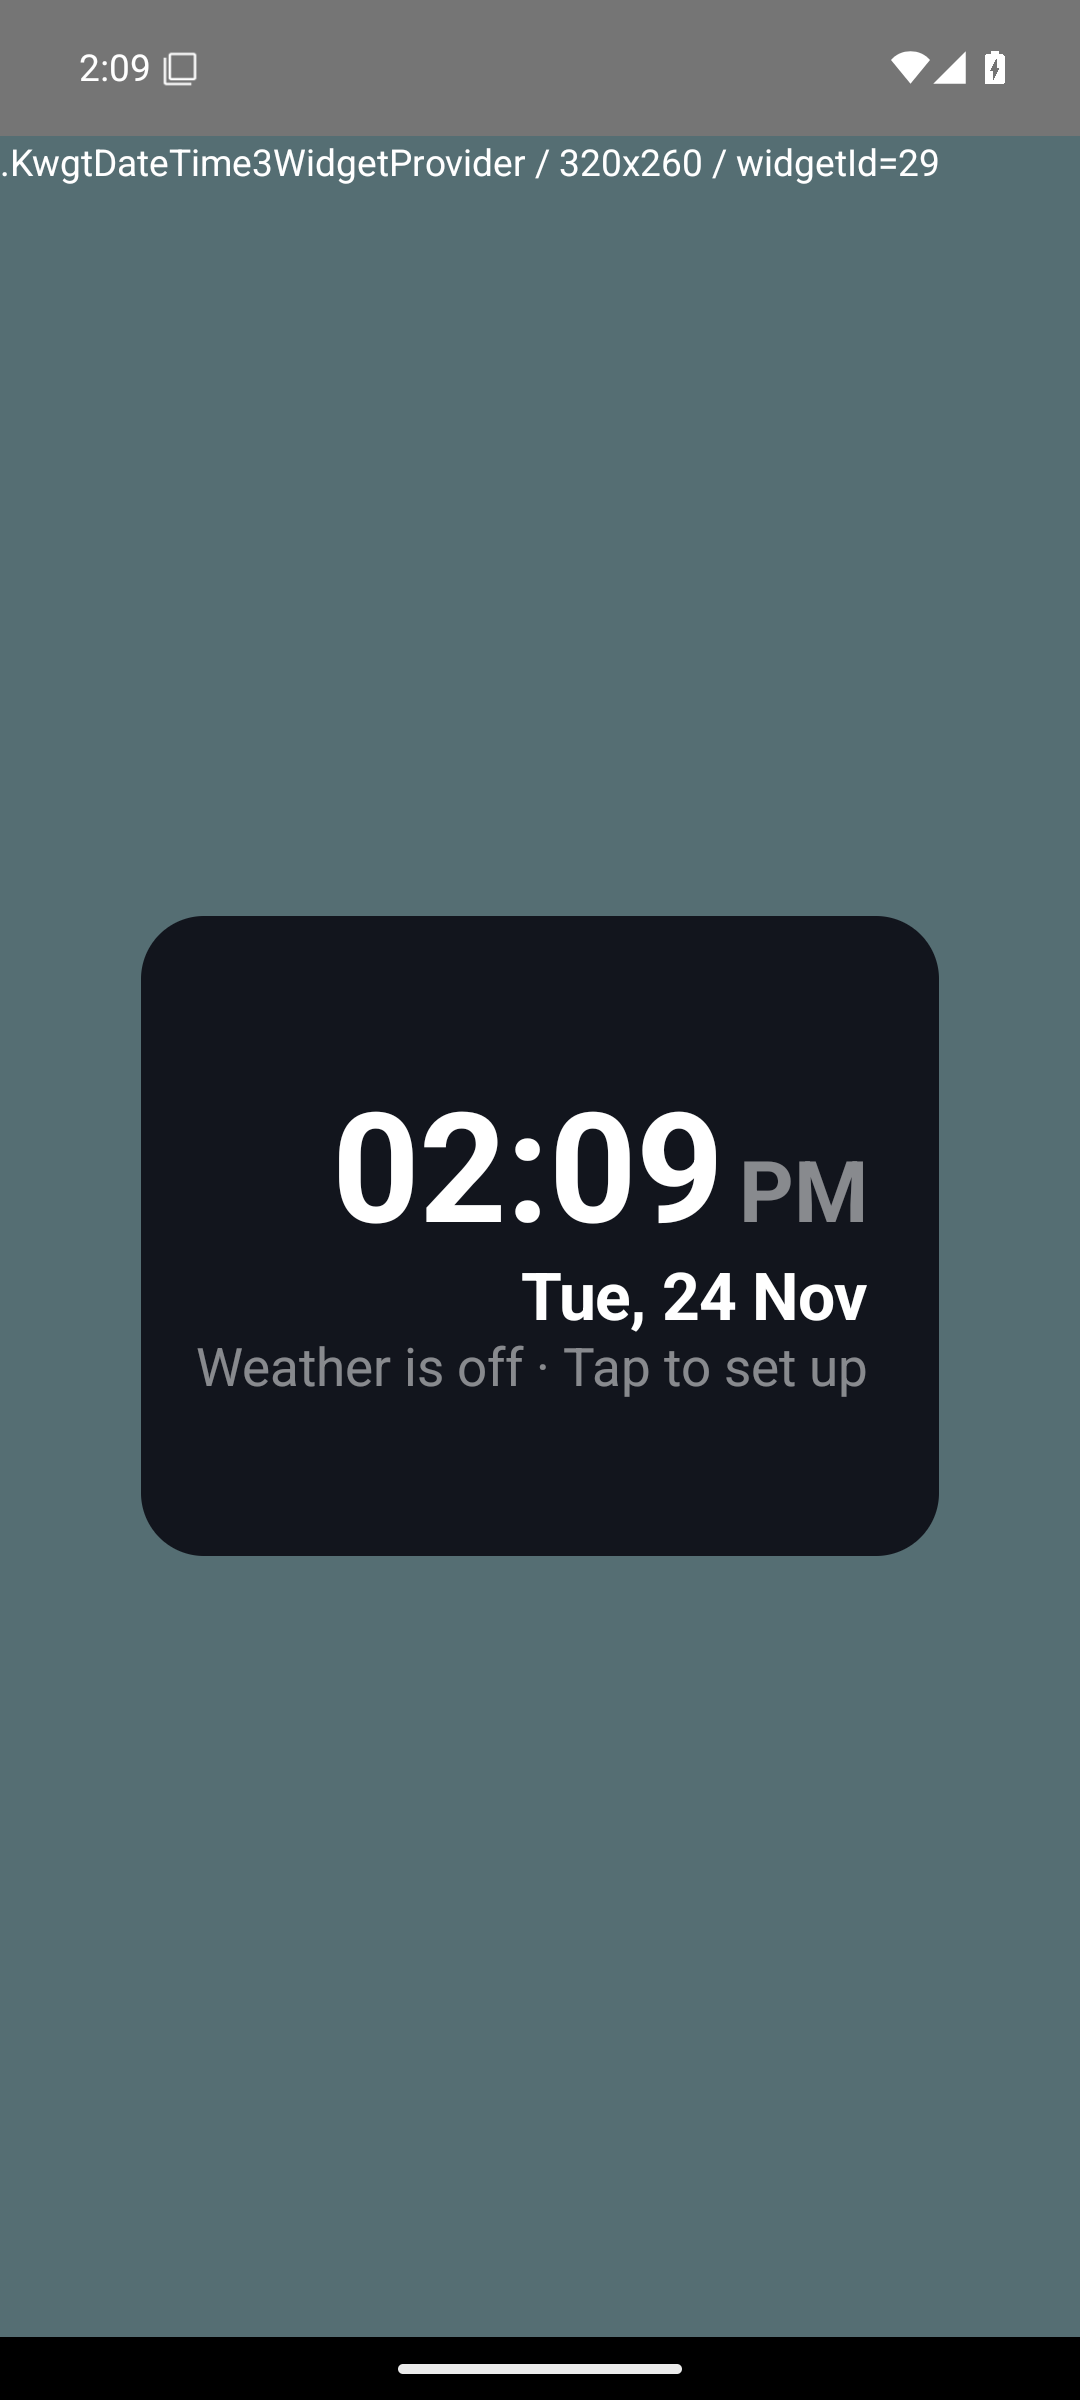 2:09
.KwgtDateTime3WidgetProvider / 320x260 / widgetId=29
02:09 PM
Tue, 24 Nov
Weather is off · Tap to set up